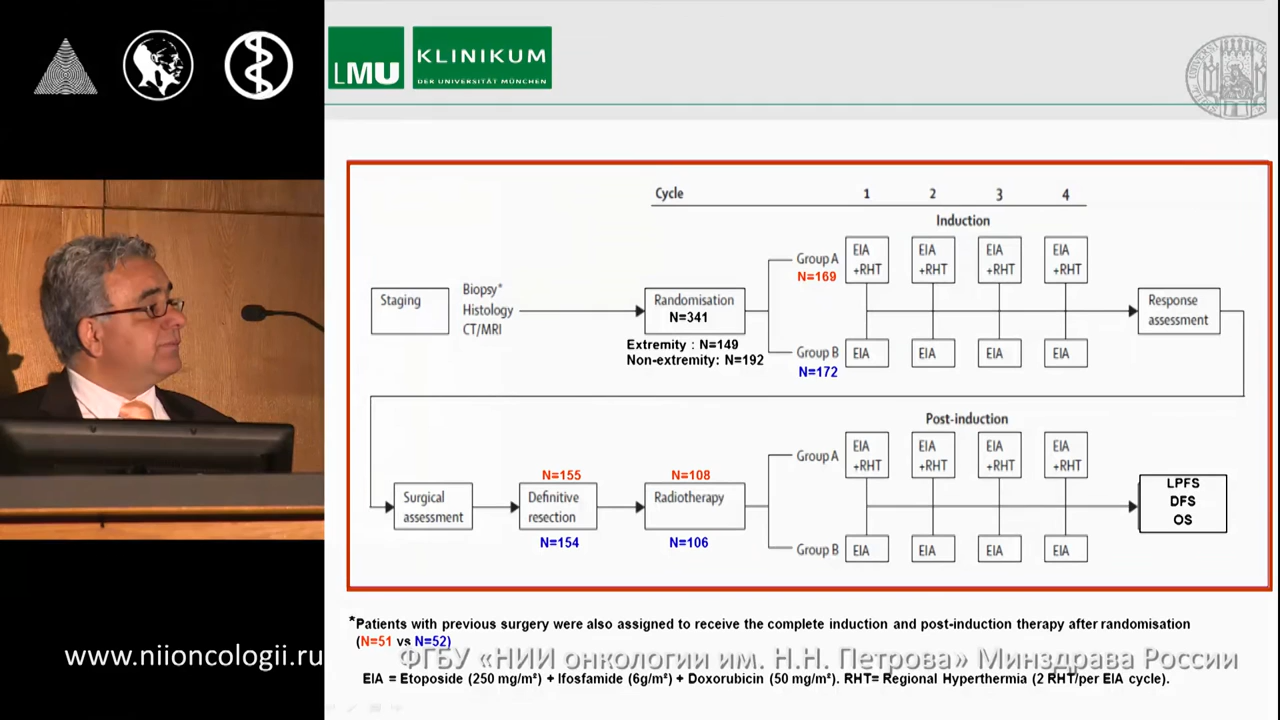 LMU
KLINIKUM
DER UNIVERSITÄT MÜNCHEN
Cycle 1 2 3 4
Induction
Group A
N=169
EIA +RHT
EIA +RHT
EIA +RHT
EIA +RHT
Staging
Biopsy*
Histology
CT/MRI
Randomisation
N=341
Extremity : N=149
Non-extremity: N=192
Group B
N=172
EIA
EIA
EIA
EIA
Response
assessment
Post-induction
Group A
EIA +RHT
EIA +RHT
EIA +RHT
EIA +RHT
Surgical
assessment
N=155
Definitive
resection
N=154
N=108
Radiotherapy
N=106
Group B
EIA
EIA
EIA
EIA
LPFS
DFS
OS
*Patients with previous surgery were also assigned to receive the complete induction and post-induction therapy after randomisation
(N=51 vs N=52)
www.niioncologii.ru
ФГБУ «НИИ онкологии им. Н.Н. Петрова» Минздрава России
EIA = Etoposide (250 mg/m²) + Ifosfamide (6g/m²) + Doxorubicin (50 mg/m²). RHT= Regional Hyperthermia (2 RHT/per EIA cycle).